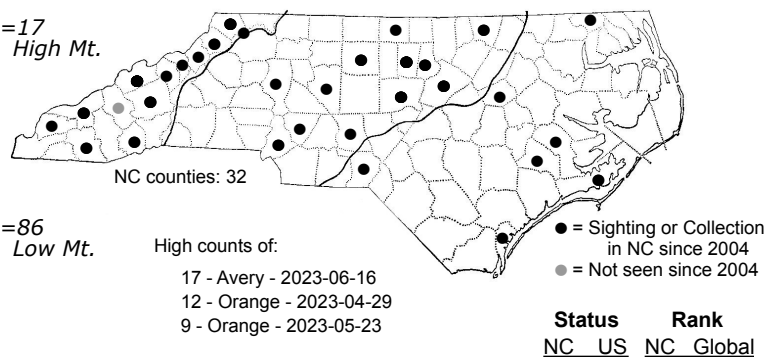 =17
High Mt.
NC counties: 32
=86
Low Mt.
High counts of:
17 - Avery - 2023-06-16
12 - Orange - 2023-04-29
9 - Orange - 2023-05-23
● = Sighting or Collection
in NC since 2004
● = Not seen since 2004
Status Rank
NC US NC Global